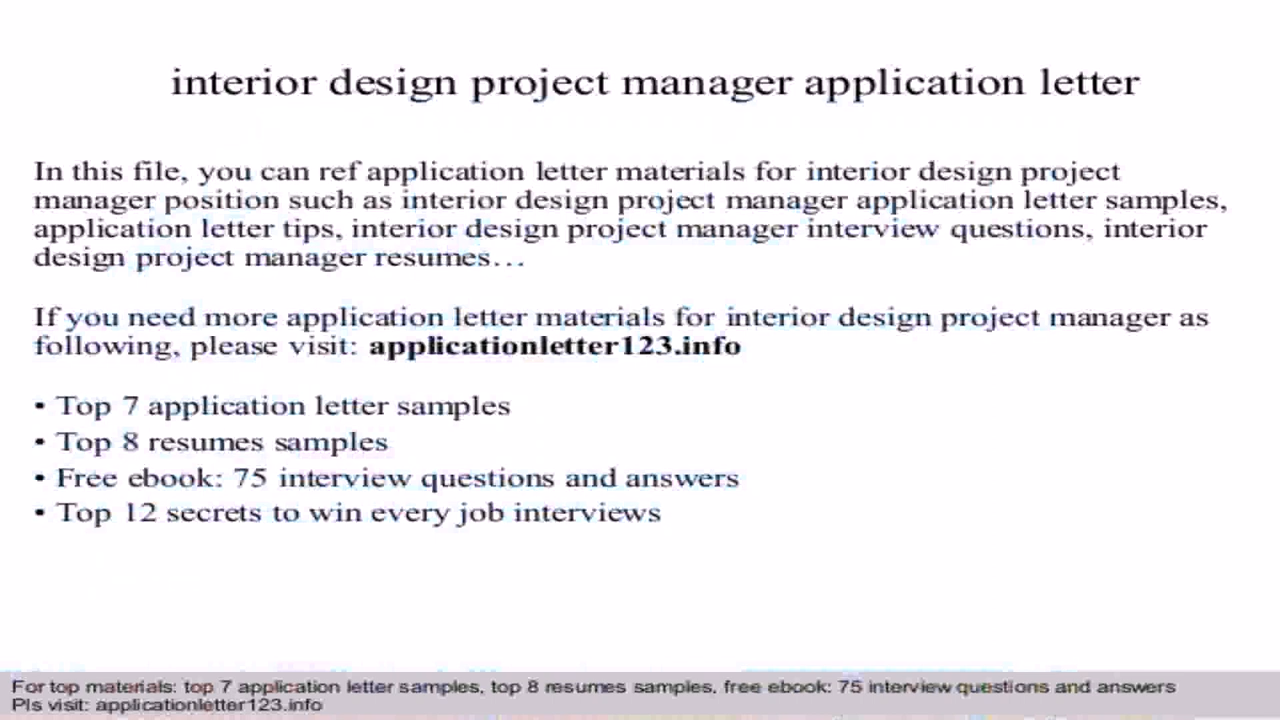 interior design project manager application letter
In this file, you can ref application letter materials for interior design project
manager position such as interior design project manager application letter samples,
application letter tips, interior design project manager interview questions, interior
design project manager resumes…
If you need more application letter materials for interior design project manager as
following, please visit: applicationletter123.info
• Top 7 application letter samples
• Top 8 resumes samples
• Free ebook: 75 interview questions and answers
• Top 12 secrets to win every job interviews
For top materials: top 7 application letter samples, top 8 resumes samples, free ebook: 75 interview questions and answers
Pls visit: applicationletter123.info